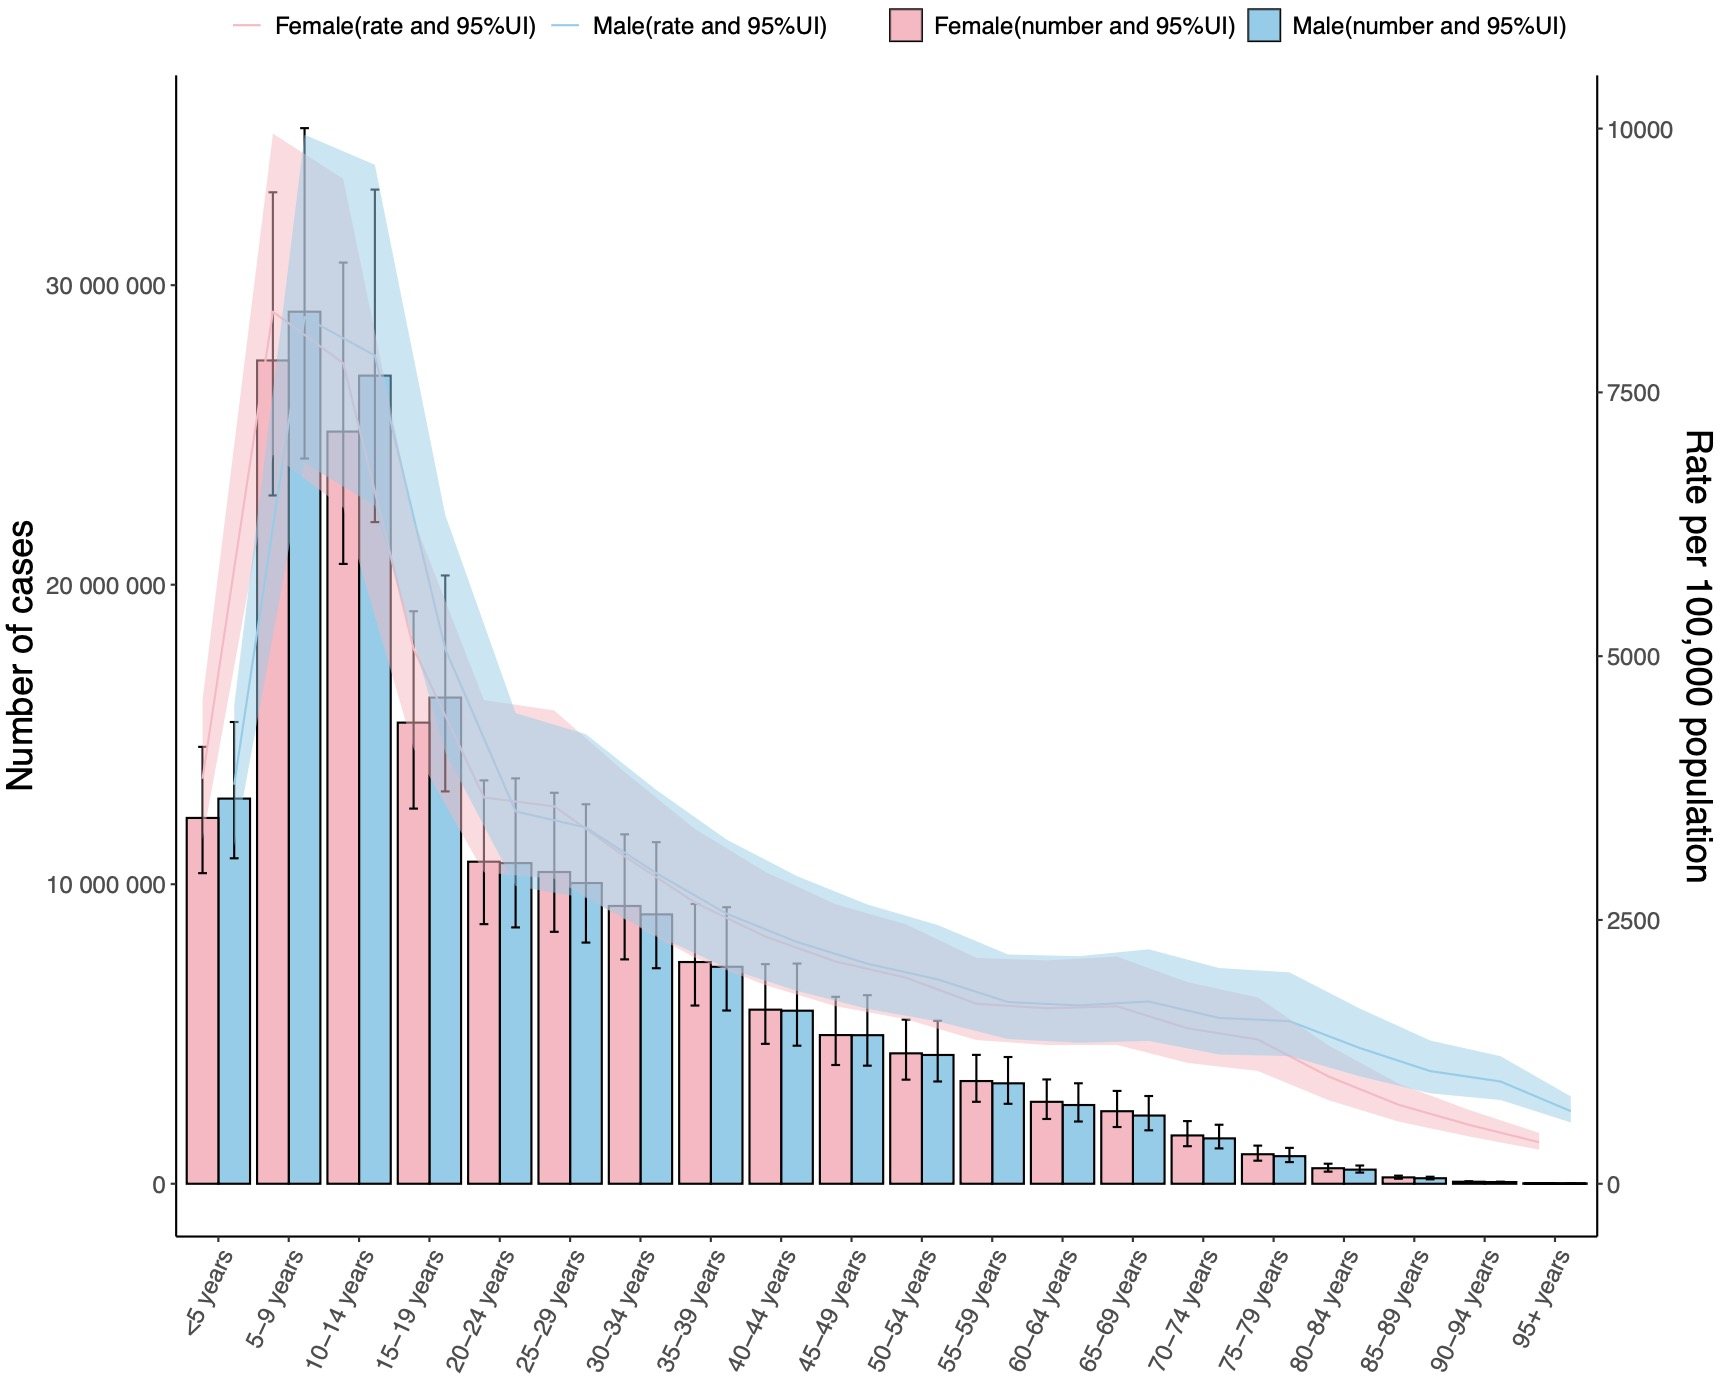 Female(rate and 95%UI) Male(rate and 95%UI) Female(number and 95%UI) Male(number and 95%UI)
Number of cases
30 000 000
20 000 000
10 000 000
0
10000
7500
5000
2500
0
Rate per 100,000 population
<5 years
5–9 years
10–14 years
15–19 years
20–24 years
25–29 years
30–34 years
35–39 years
40–44 years
45–49 years
50–54 years
55–59 years
60–64 years
65–69 years
70–74 years
75–79 years
80–84 years
85–89 years
90–94 years
95+ years